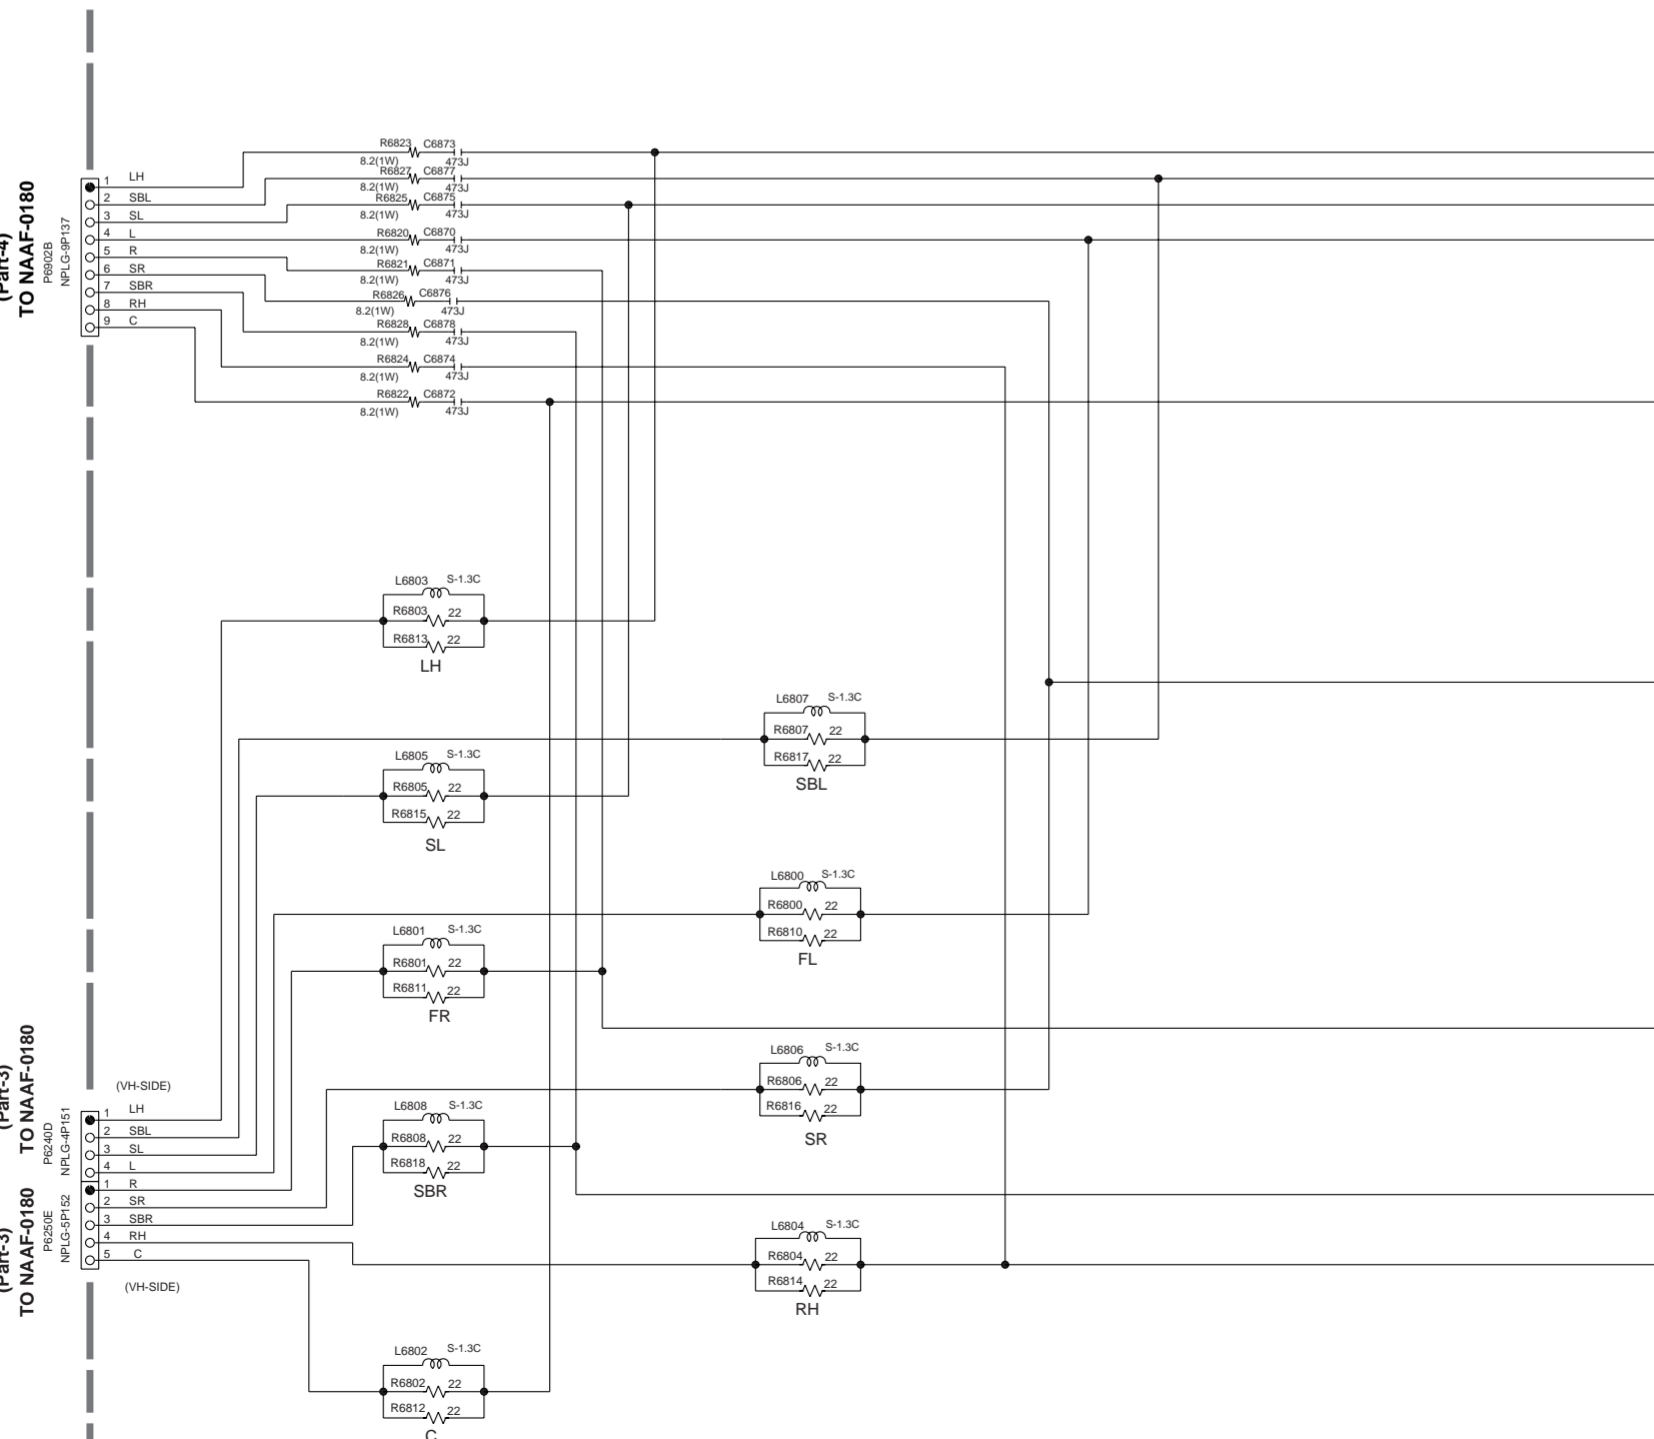 R6823 C6873
8.2(1W) 473J
R6827 C6877
8.2(1W) 473J
R6825 C6875
8.2(1W) 473J
R6820 C6870
8.2(1W) 473J
R6821 C6871
8.2(1W) 473J
R6826 C6876
8.2(1W) 473J
R6828 C6878
8.2(1W) 473J
R6824 C6874
8.2(1W) 473J
R6822 C6872
8.2(1W) 473J
(Part-4)
TO NAAF-0180
P6902B
NPLG-9P137
1 LH
2 SBL
3 SL
4 L
5 R
6 SR
7 SBR
8 RH
9 C
L6803 S-1.3C
R6803 22
R6813 22
LH
L6807 S-1.3C
R6807 22
R6817 22
SBL
L6805 S-1.3C
R6805 22
R6815 22
SL
L6800 S-1.3C
R6800 22
R6810 22
FL
L6801 S-1.3C
R6801 22
R6811 22
FR
L6806 S-1.3C
R6806 22
R6816 22
SR
L6808 S-1.3C
R6808 22
R6818 22
SBR
L6804 S-1.3C
R6804 22
R6814 22
RH
L6802 S-1.3C
R6802 22
R6812 22
C
(Part-3)
TO NAAF-0180
P6240D
NPLG-4P151
(VH-SIDE)
1 LH
2 SBL
3 SL
4 L
(Part-3)
TO NAAF-0180
P6250E
NPLG-5P152
1 R
2 SR
3 SBR
4 RH
5 C
(VH-SIDE)